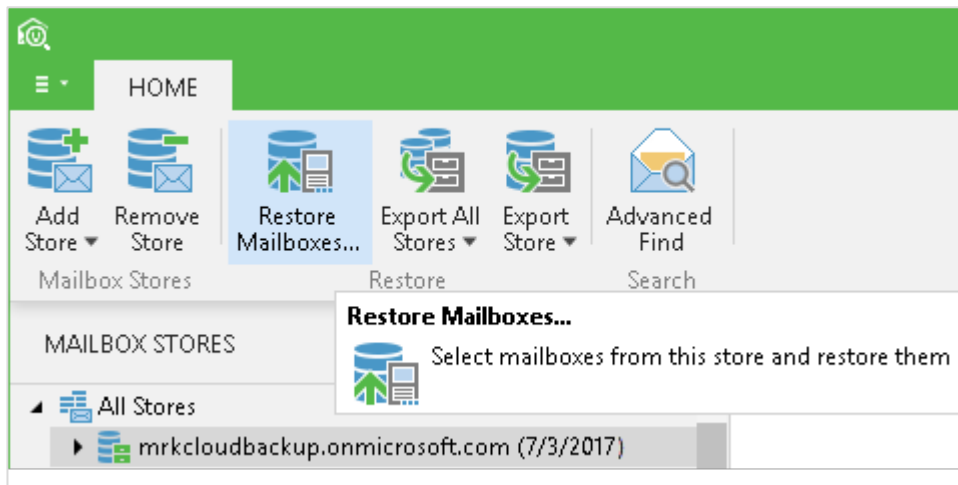 HOME
Add
Store
Remove
Store
Restore
Mailboxes...
Export All
Stores
Export
Store
Advanced
Find
Mailbox Stores
Restore
Search
Restore Mailboxes...
Select mailboxes from this store and restore them
MAILBOX STORES
All Stores
mrkcloudbackup.onmicrosoft.com (7/3/2017)